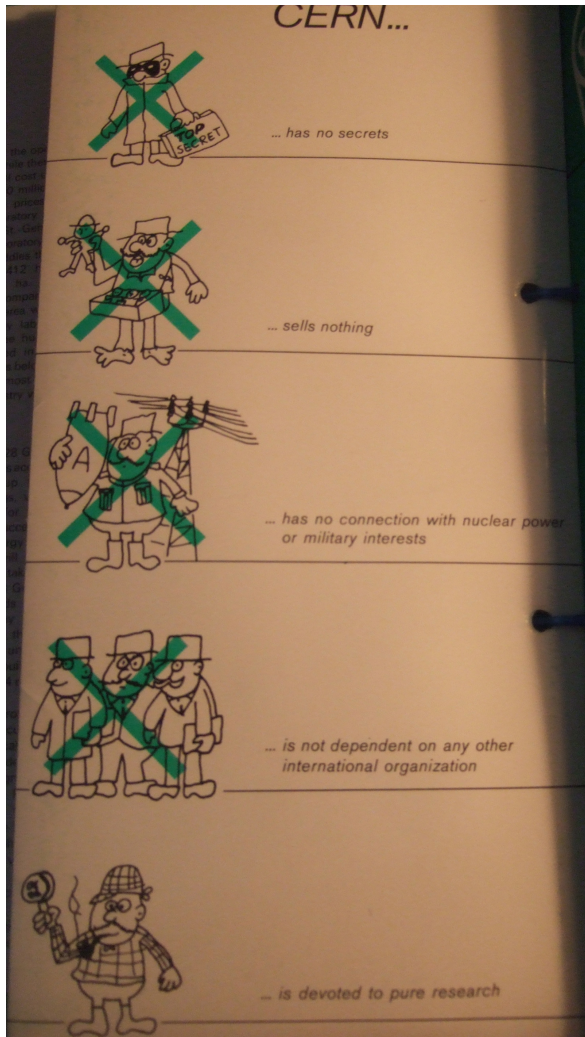 CERN...
TOP
SECRET
... has no secrets
... sells nothing
A
... has no connection with nuclear power
or military interests
... is not dependent on any other
international organization
... is devoted to pure research